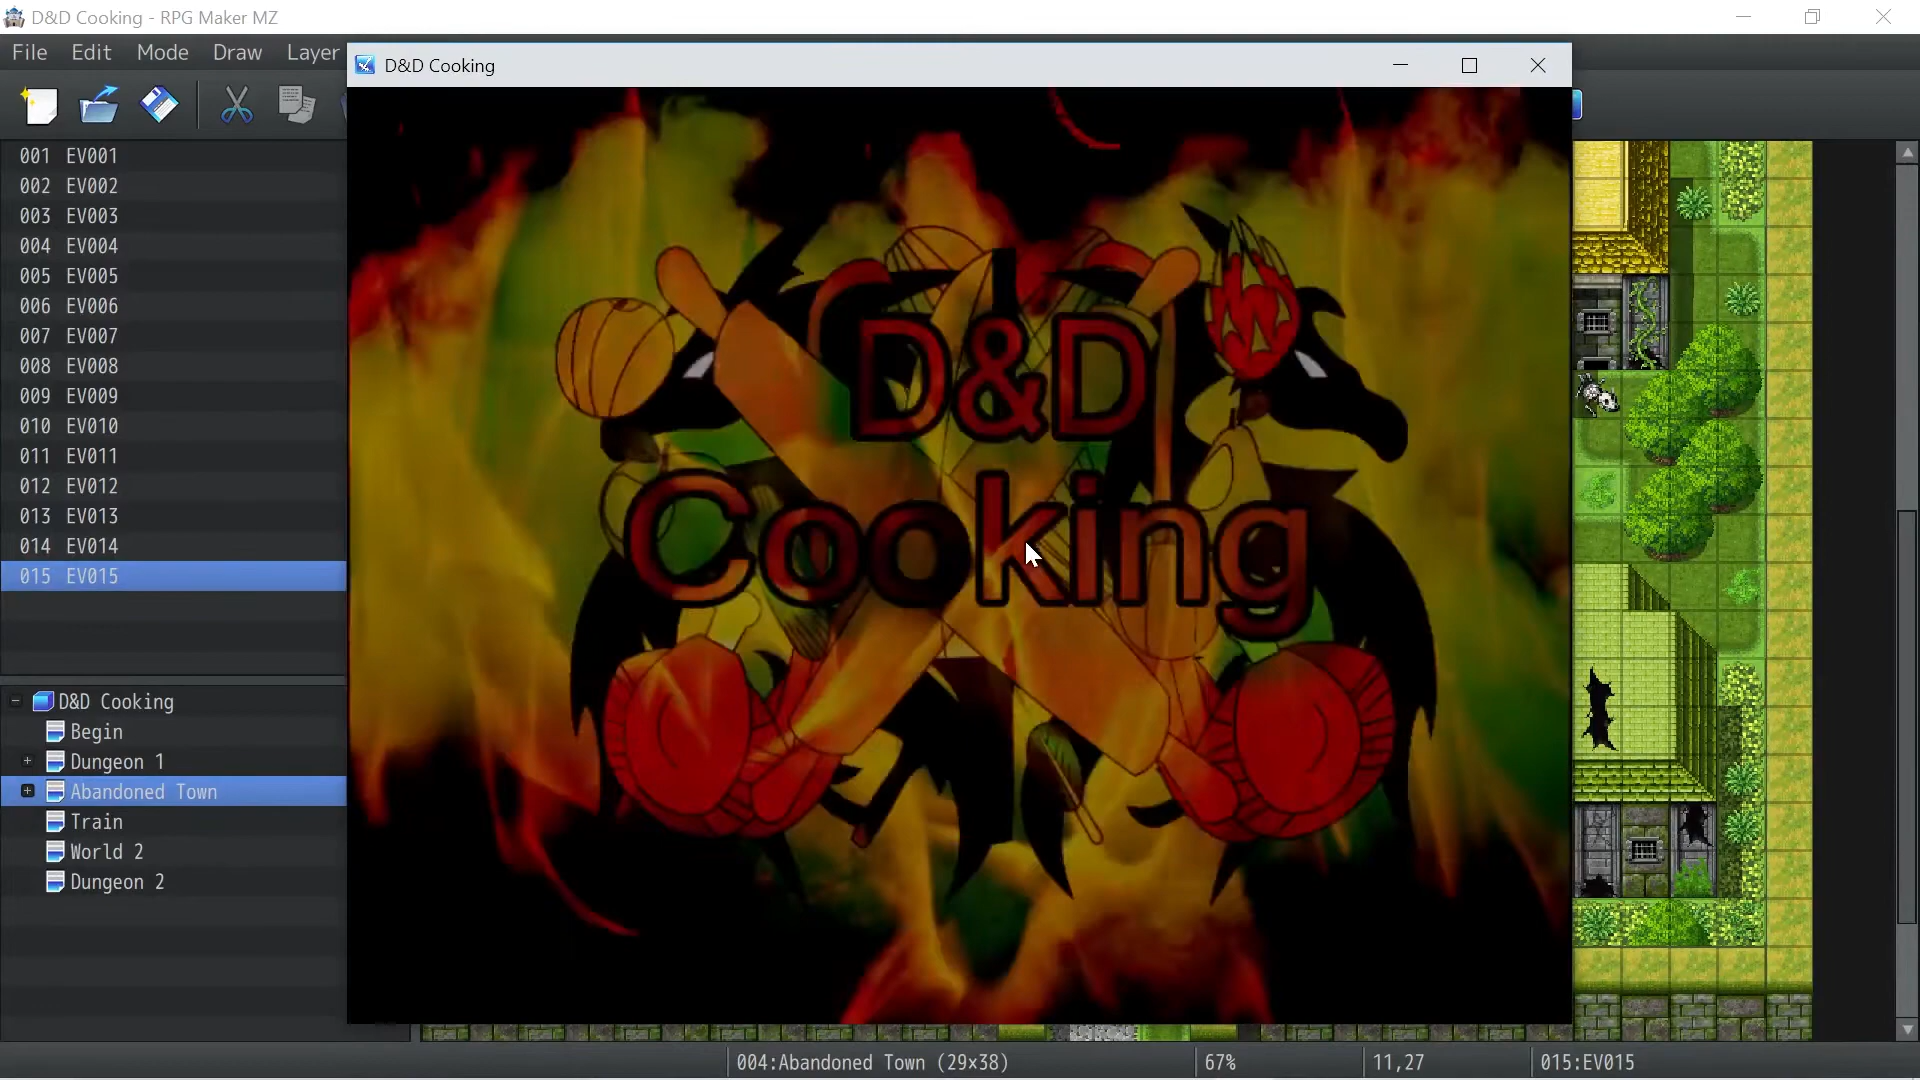 D&D Cooking - RPG Maker MZ
File Edit Mode Draw Layer
D&D Cooking
001 EV001
002 EV002
003 EV003
004 EV004
005 EV005
006 EV006
007 EV007
008 EV008
009 EV009
010 EV010
011 EV011
012 EV012
013 EV013
014 EV014
015 EV015
D&D Cooking
Begin
Dungeon 1
Abandoned Town
Train
World 2
Dungeon 2
D&D
Cooking
004:Abandoned Town (29×38)
67%
11,27
015:EV015